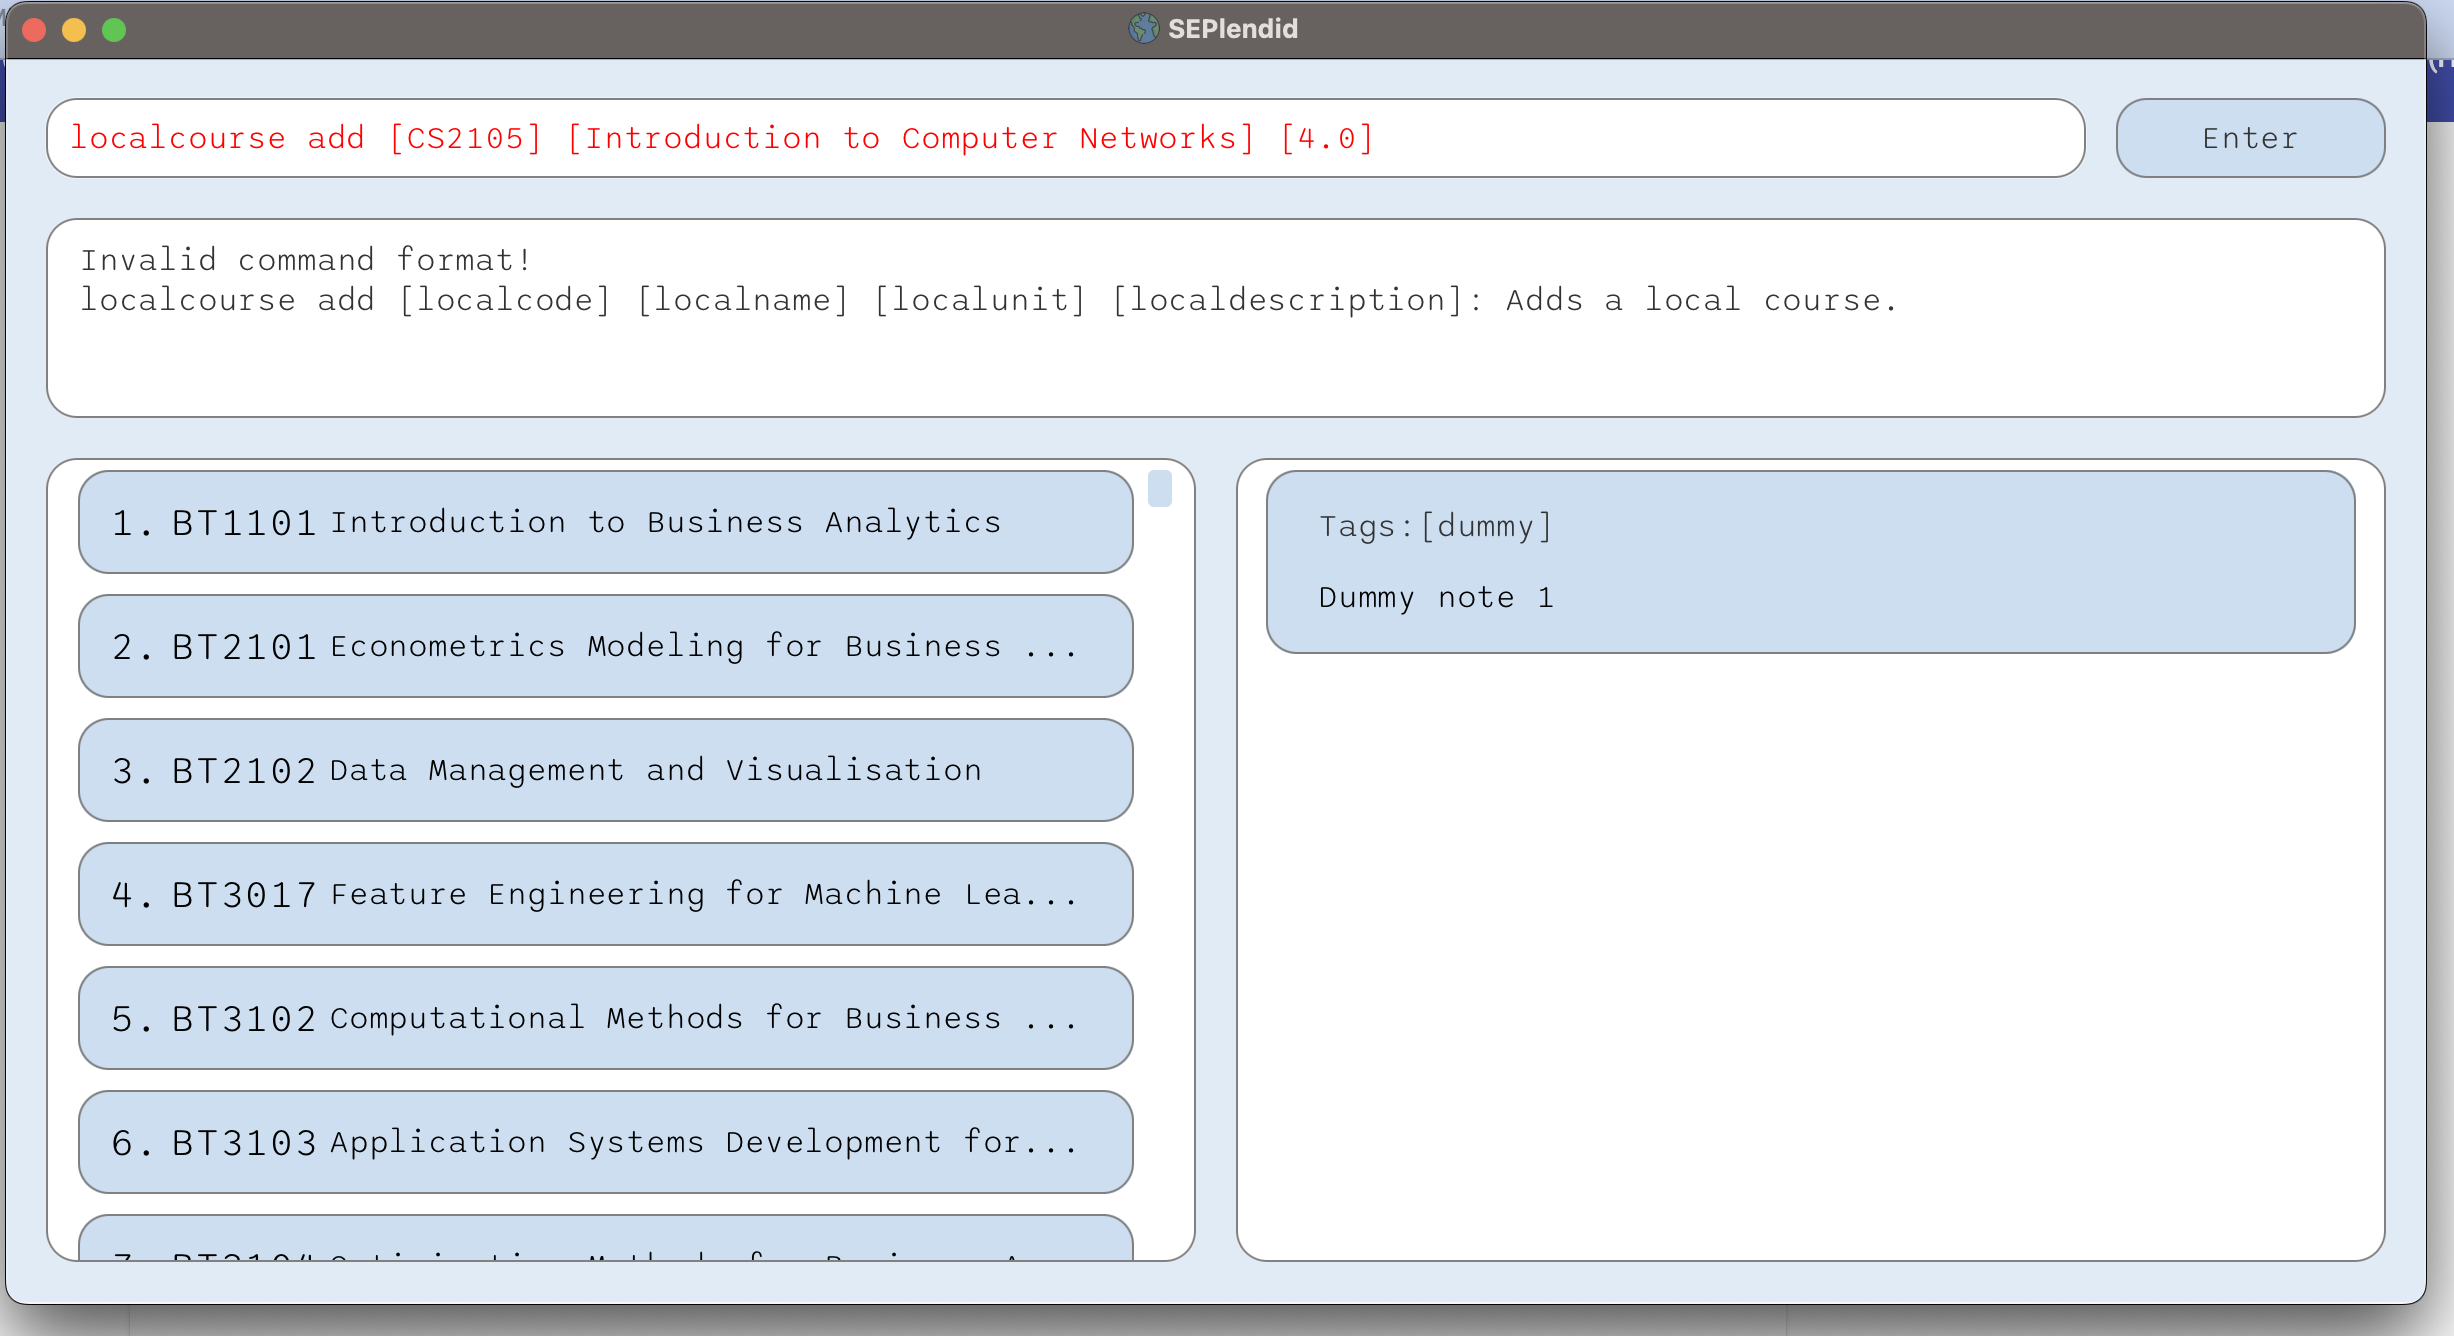 SEPlendid
localcourse add [CS2105] [Introduction to Computer Networks] [4.0]
Enter
Invalid command format!
localcourse add [localcode] [localname] [localunit] [localdescription]: Adds a local course.
1. BT1101 Introduction to Business Analytics
2. BT2101 Econometrics Modeling for Business ...
3. BT2102 Data Management and Visualisation
4. BT3017 Feature Engineering for Machine Lea...
5. BT3102 Computational Methods for Business ...
6. BT3103 Application Systems Development for...
Tags:[dummy]
Dummy note 1